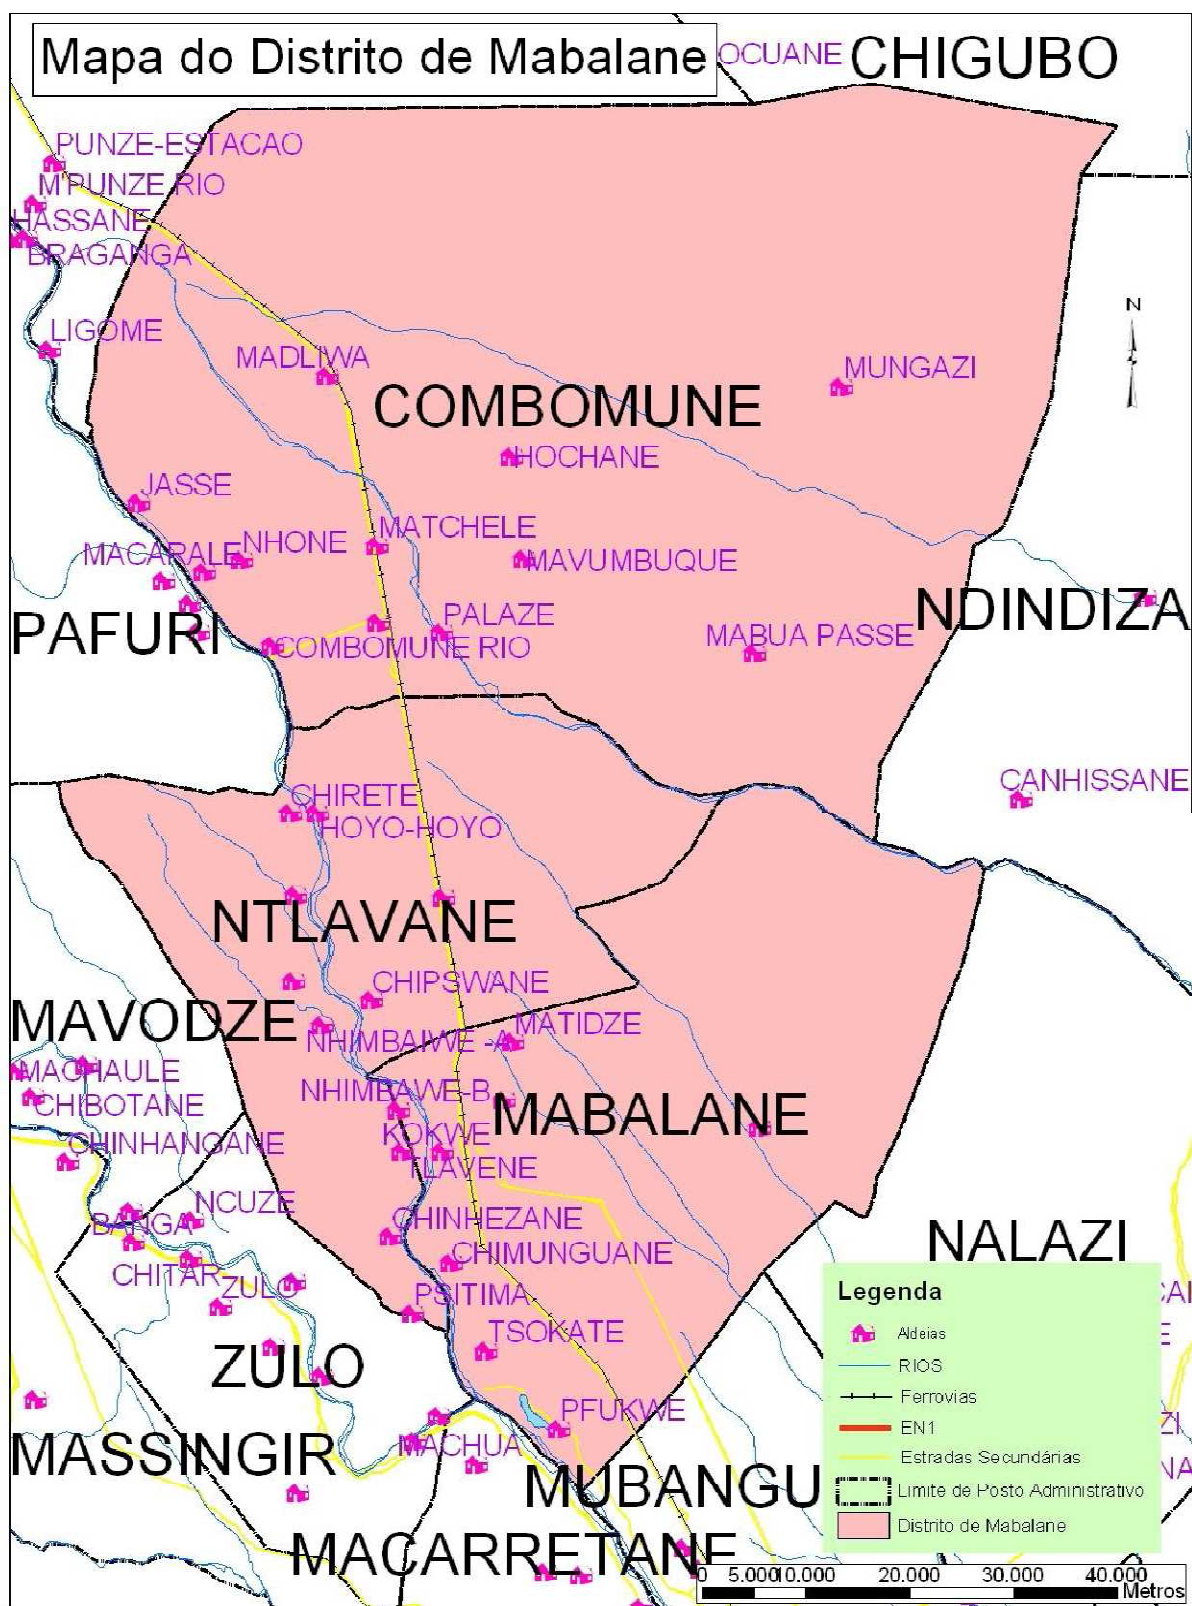 Mapa do Distrito de Mabalane
OCUANE
CHIGUBO
PUNZE-ESTACAO
M'PUNZE RIO
HASSANE
BRAGANGA
N
LIGOME
MADLIWA
MUNGAZI
COMBOMUNE
HOCHANE
JASSE
MATCHELE
NHONE
MACARALE
MAVUMBUQUE
NDINDIZA
PALAZE
PAFURI
MABUA PASSE
COMBOMUNE RIO
CANHISSANE
CHIRETE
HOYO-HOYO
NTLAVANE
CHIPSWANE
MAVODZE
MATIDZE
NHIMBAIWE -A
MACHAULE
NHIMBAWE-B
CHIBOTANE
MABALANE
KOKWE
CHINHANGANE
TLAVENE
NCUZE
CHINHEZANE
BANGA
NALAZI
CHIMUNGUANE
CHITAR
ZULO
PSITIMA
TSOKATE
ZULO
PFUKWE
MACHUA
MASSINGIR
MUBANGU
MACARRETANE
Legenda
Aldeias
RIOS
Ferrovias
EN1
Estradas Secundárias
Limite de Posto Administrativo
Distrito de Mabalane
CAI
E
ZI
NA
0 5.000 10.000 20.000 30.000 40.000
Metros